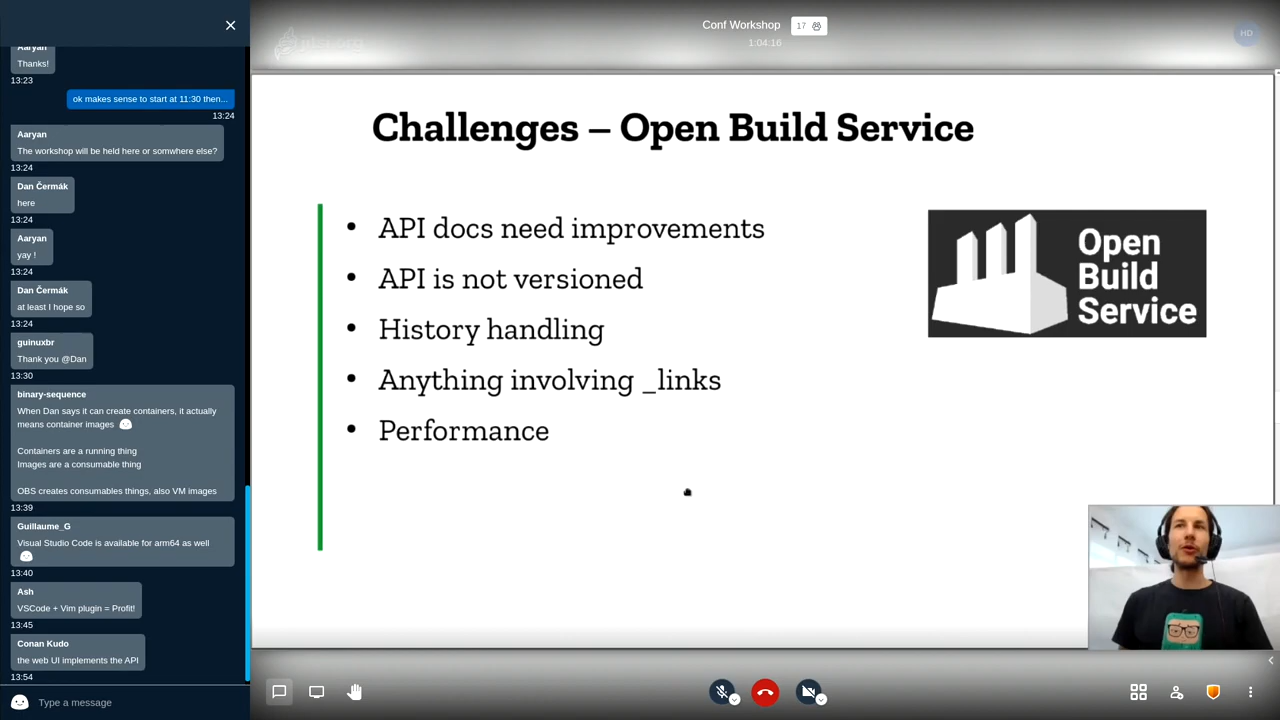 Aaryan
Thanks!
13:23
ok makes sense to start at 11:30 then...
13:24
Aaryan
The workshop will be held here or somwhere else?
13:24
Dan Čermák
here
13:24
Aaryan
yay !
13:24
Dan Čermák
at least I hope so
13:24
guinuxbr
Thank you @Dan
13:30
binary-sequence
When Dan says it can create containers, it actually
means container images
Containers are a running thing
Images are a consumable thing
OBS creates consumables things, also VM images
13:39
Guillaume_G
Visual Studio Code is available for arm64 as well
13:40
Ash
VSCode + Vim plugin = Profit!
13:45
Conan Kudo
the web UI implements the API
13:54
Type a message
Conf Workshop
17
1:04:16
HD
Challenges – Open Build Service
• API docs need improvements
• API is not versioned
• History handling
• Anything involving _links
• Performance
Open
Build
Service